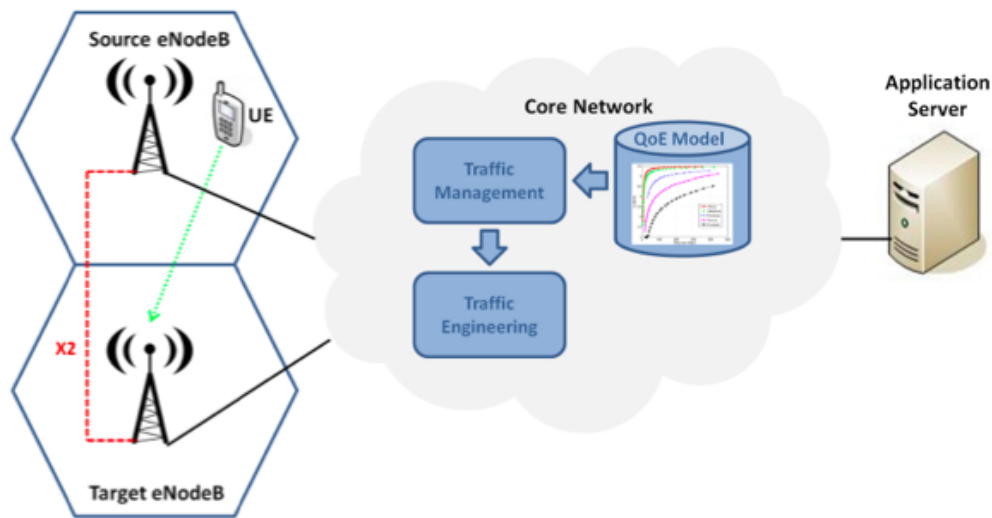 Source eNodeB
UE
X2
Target eNodeB
Core Network
Traffic
Management
QoE Model
Traffic
Engineering
Application
Server